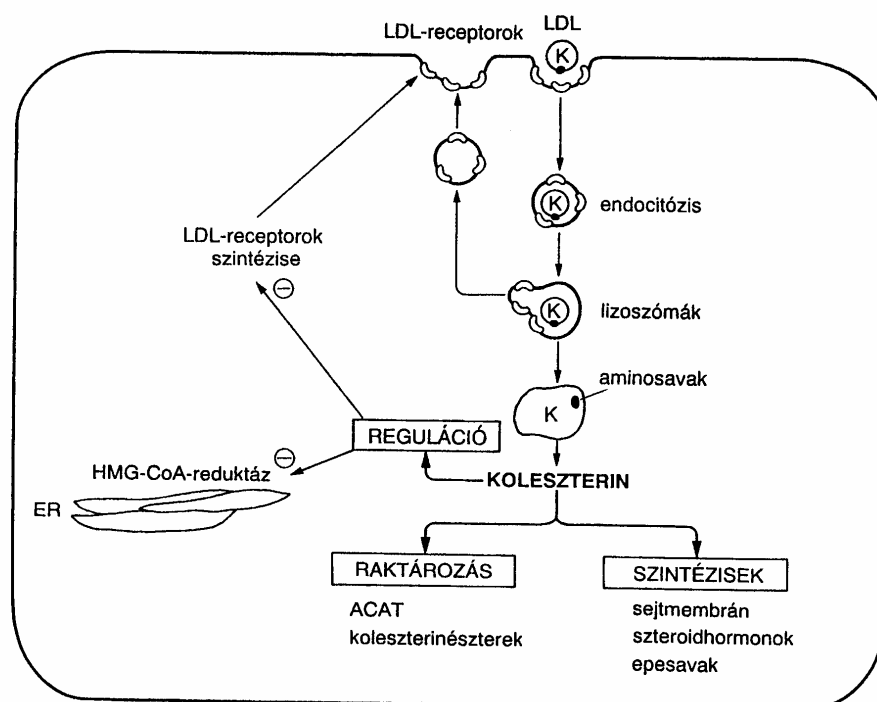 LDL-receptorok
LDL
K
K
endocitózis
LDL-receptorok
szintézise
−
K
lizoszómák
aminosavak
K
REGULÁCIÓ
−
HMG-CoA-reduktáz
KOLESZTERIN
ER
RAKTÁROZÁS
SZINTÉZISEK
ACAT
koleszterinészterek
sejtmembrán
szteroidhormonok
epesavak